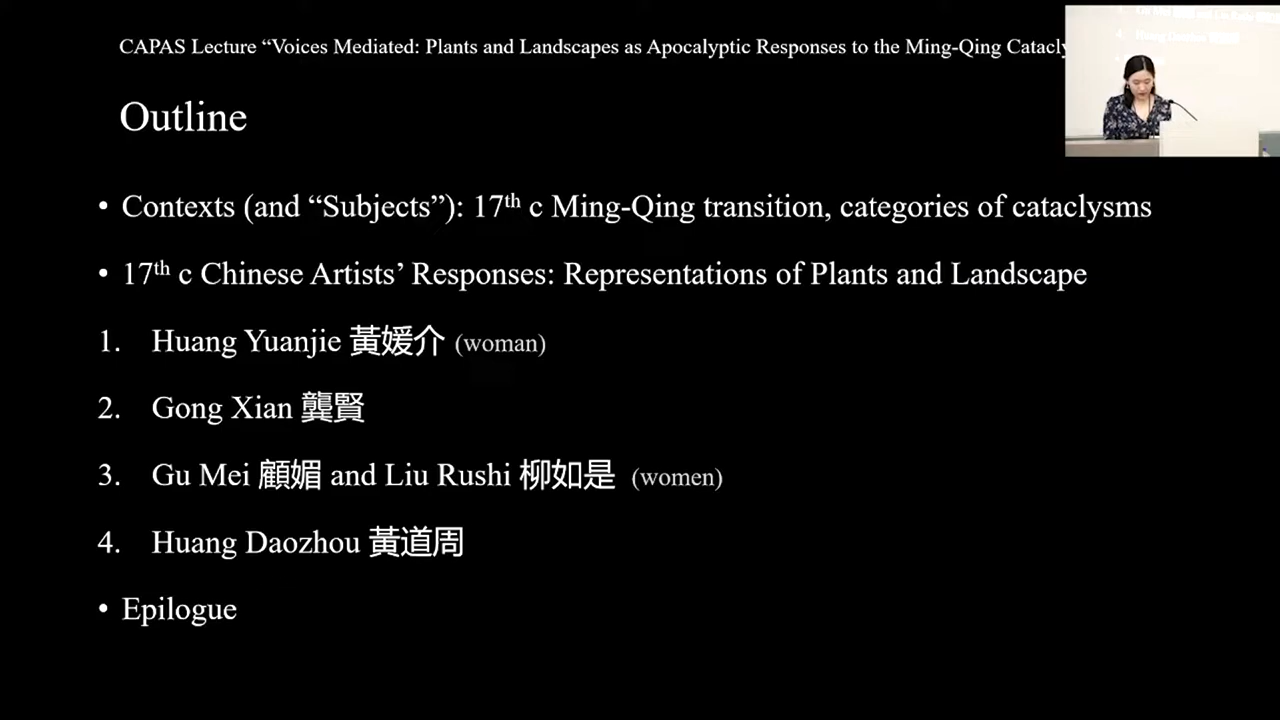 CAPAS Lecture “Voices Mediated: Plants and Landscapes as Apocalyptic Responses to the Ming-Qing
Outline
• Contexts (and “Subjects”): 17th c Ming-Qing transition, categories of cataclysms
• 17th c Chinese Artists’ Responses: Representations of Plants and Landscape
1. Huang Yuanjie 黃媛介 (woman)
2. Gong Xian 龔賢
3. Gu Mei 顧媚 and Liu Rushi 柳如是 (women)
4. Huang Daozhou 黃道周
• Epilogue